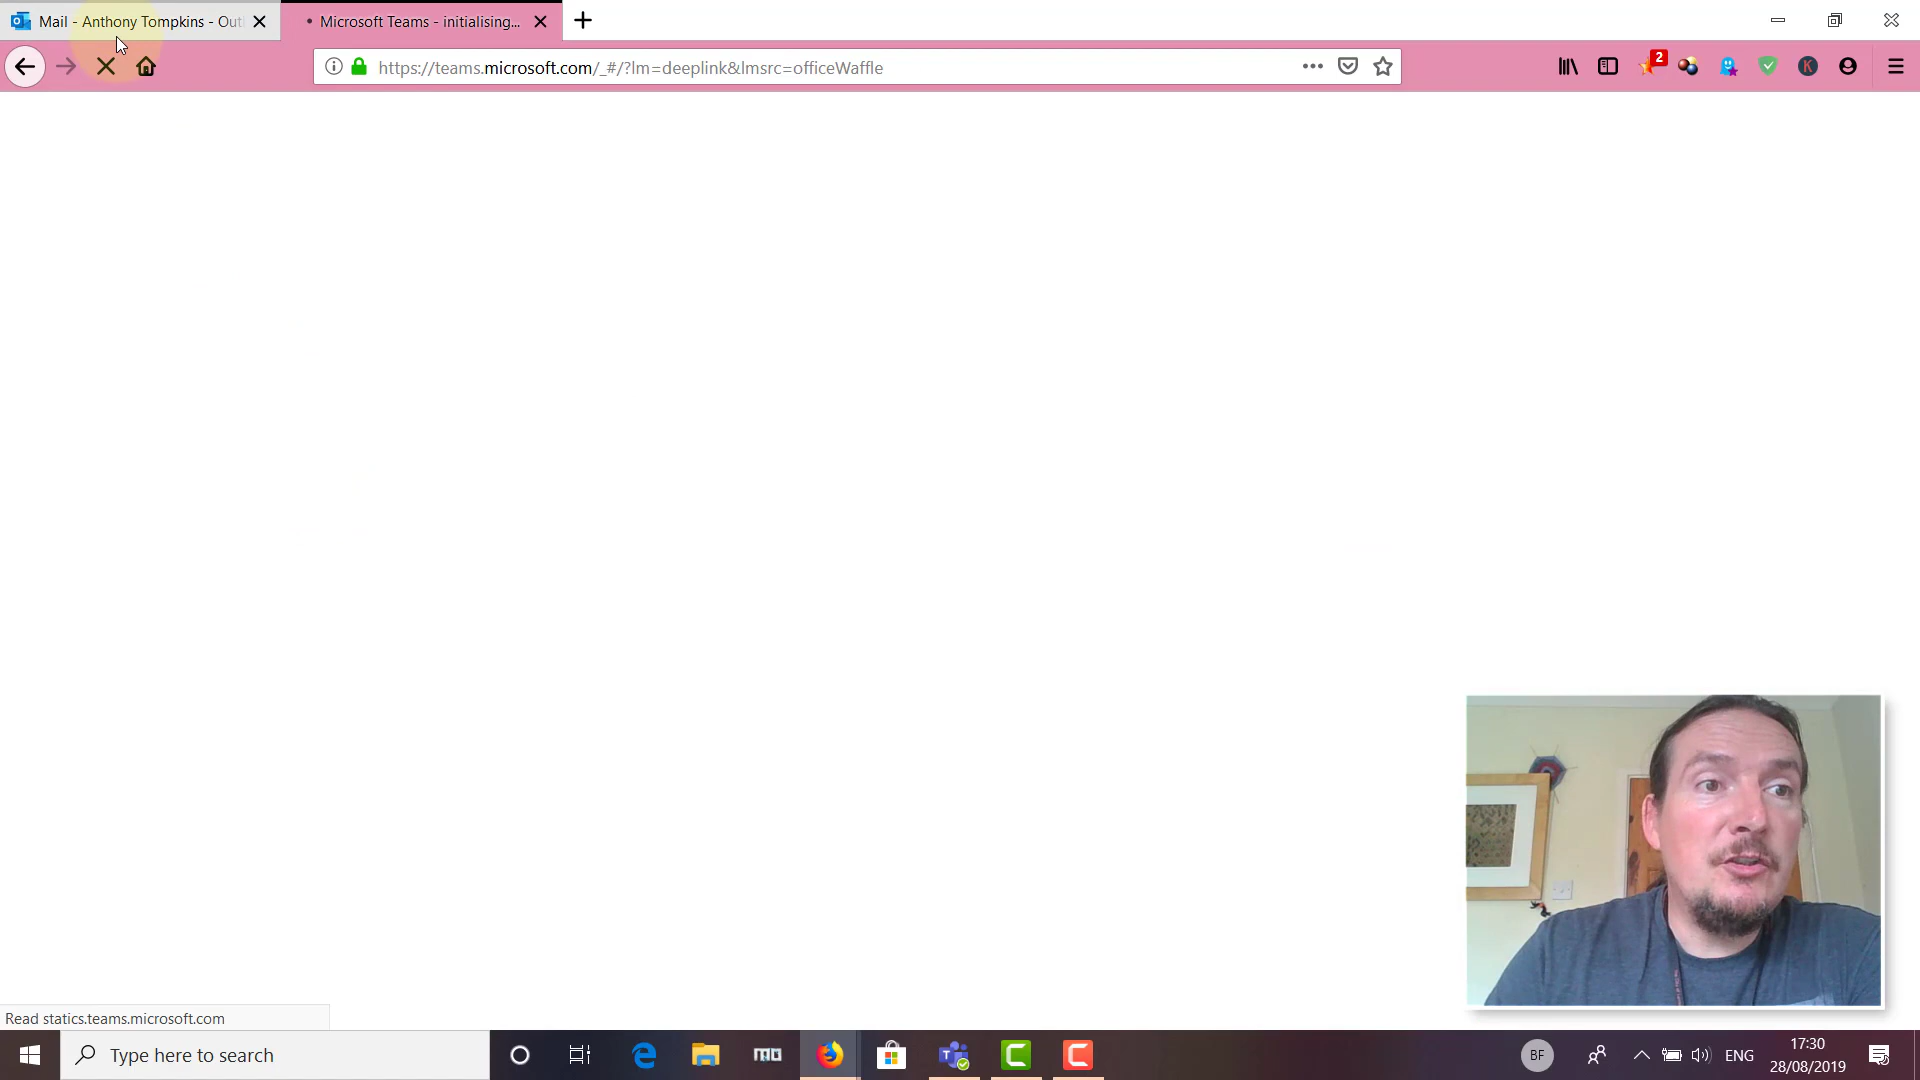 Mail - Anthony Tompkins - Outl
Microsoft Teams - initialising...
https://teams.microsoft.com/_#/?lm=deeplink&lmsrc=officeWaffle
2
K
Read statics.teams.microsoft.com
Type here to search
BF
ENG
17:30
28/08/2019